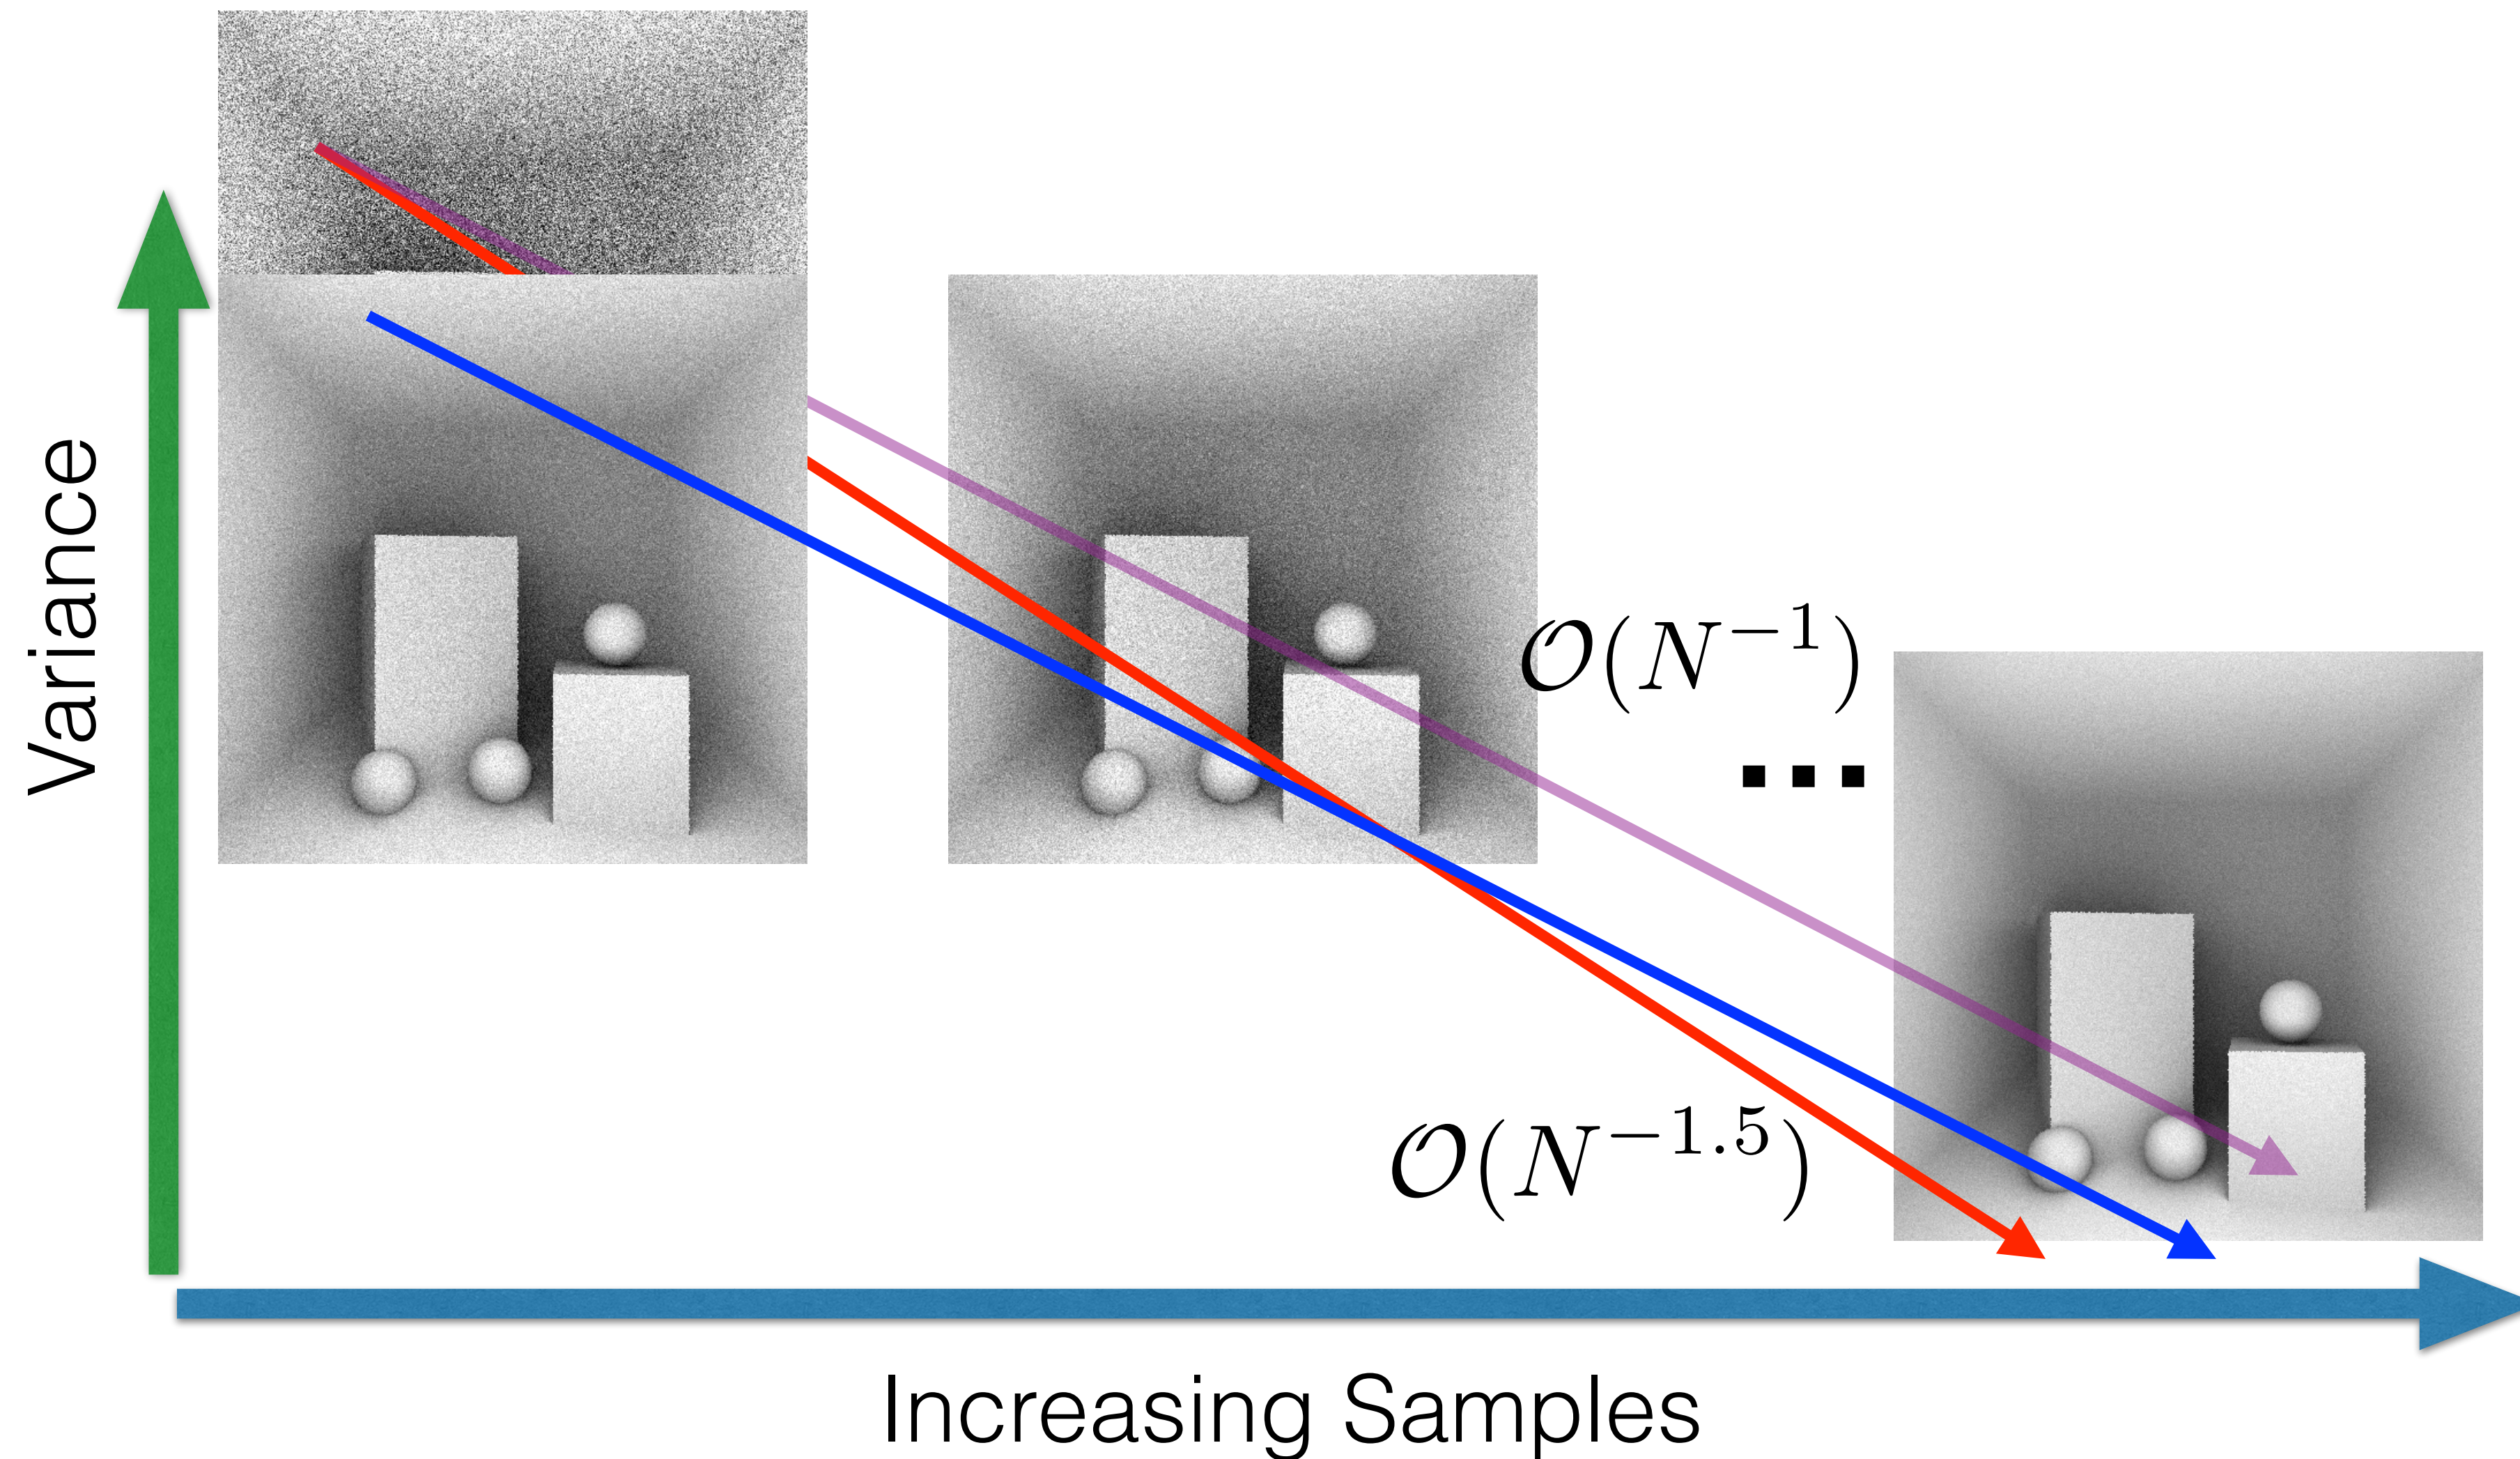 Variance
𝒪(N⁻¹)
...
𝒪(N⁻¹·⁵)
Increasing Samples